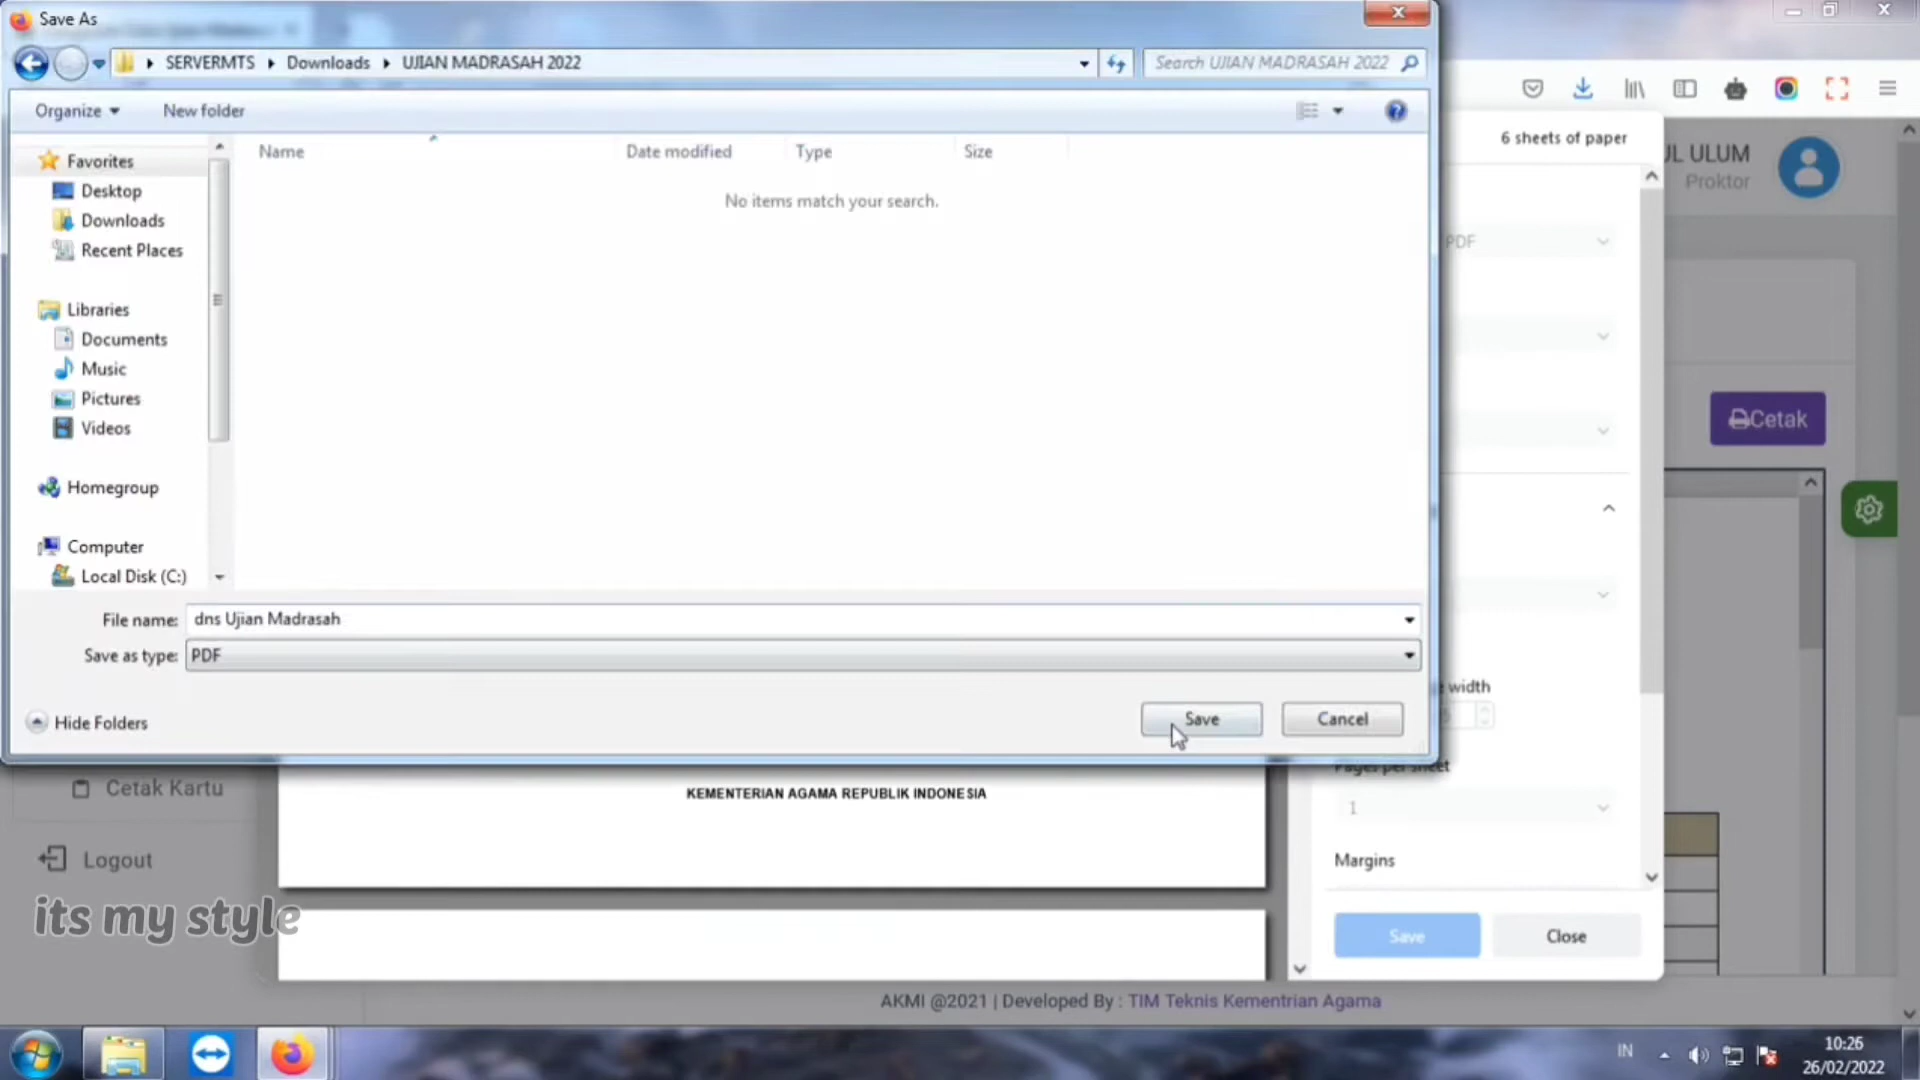 Save As
SERVERMTS Downloads UJIAN MADRASAH 2022
Search UJIAN MADRASAH 2022
Organize New folder
6 sheets of paper
UL ULUM
Proktor
Name Date modified Type Size
No items match your search.
Favorites
Desktop
Downloads
Recent Places
Libraries
Documents
Music
Pictures
Videos
Homegroup
Computer
Local Disk (C:)
PDF
Cetak
File name: dns Ujian Madrasah
Save as type: PDF
width
Hide Folders
Save Cancel
Pages per sheet
1
Margins
Save Close
Cetak Kartu
Logout
KEMENTERIAN AGAMA REPUBLIK INDONESIA
its my style
AKMI @2021 | Developed By : TIM Teknis Kementrian Agama
IN
10:26
26/02/2022